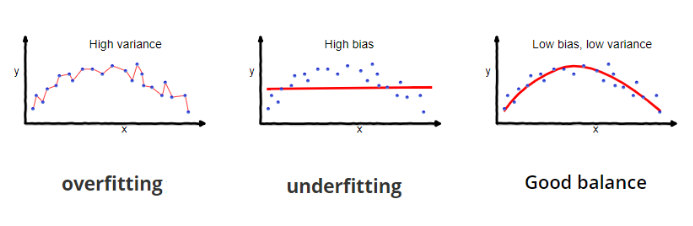 High variance
y
x
overfitting
High bias
y
x
underfitting
Low bias, low variance
y
x
Good balance